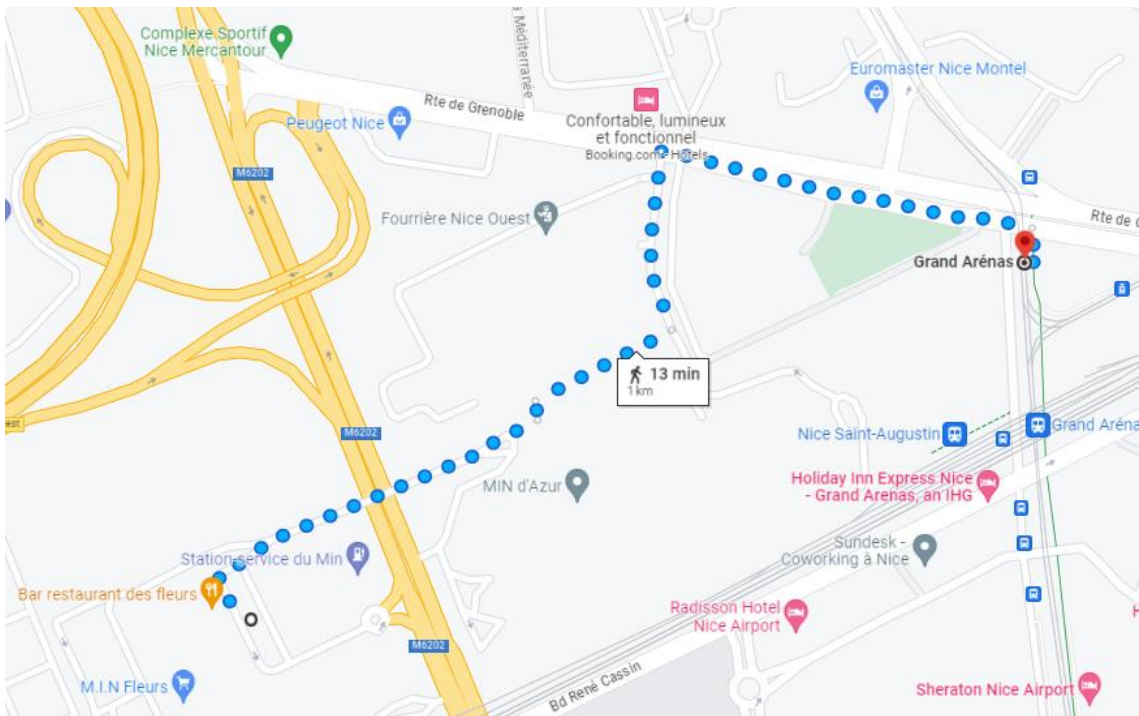 Complexe Sportif
Nice Mercantour
a Méditerranée
Euromaster Nice Montel
Rte de Grenoble
Peugeot Nice
Confortable, lumineux
et fonctionnel
Booking.com Hotels
M6202
Fourrière Nice Ouest
Rte de G
Grand Arénas
13 min
1 km
est
M6202
Nice Saint-Augustin
Grand Aréna
MIN d'Azur
Holiday Inn Express Nice
- Grand Arenas, an IHG
Station-service du Min
Sundesk -
Coworking à Nice
Bar restaurant des fleurs
Radisson Hotel
Nice Airport
H
M6202
Bd René Cassin
M.I.N Fleurs
Sheraton Nice Airport